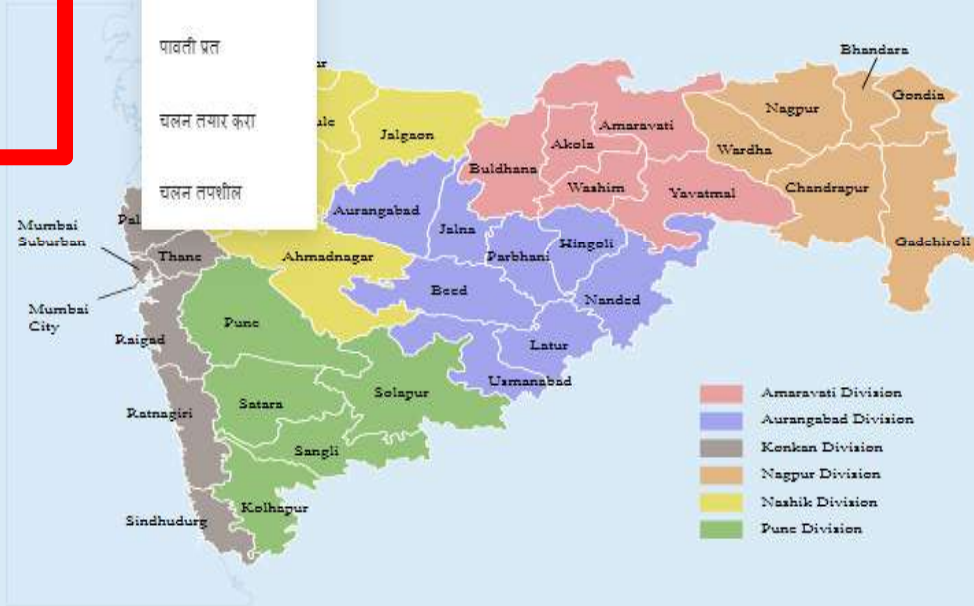 पावती प्रत
चलन तयार करा
चलन तपशील
Bhandara
Gondia
Nagpur
Jalgaon
Amaravati
Akola
Wardha
Buldhana
Washim
Yavatmal
Chandrapur
Aurangabad
Mumbai
Suburban
Jalna
Hingoli
Gadchiroli
Thane
Ahmadnagar
Parbhani
Beed
Nanded
Mumbai
City
Pune
Raigad
Latur
Usmanabad
Solapur
Satara
Ratnagiri
Sangli
Kolhapur
Sindhudurg
Amaravati Division
Aurangabad Division
Konkan Division
Nagpur Division
Nashik Division
Pune Division